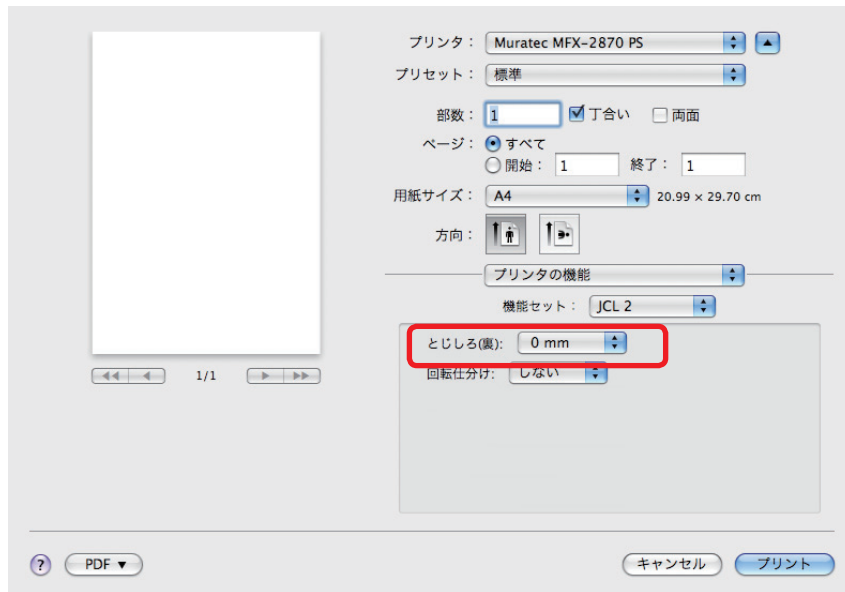 プリンタ： Muratec MFX-2870 PS
プリセット： 標準
部数： 1 丁合い 両面
ページ： すべて
開始： 1 終了： 1
用紙サイズ： A4 20.99 × 29.70 cm
方向：
プリンタの機能
機能セット： JCL 2
とじしろ(裏): 0 mm
回転仕分け: しない
1/1
? PDF ▼ キャンセル プリント